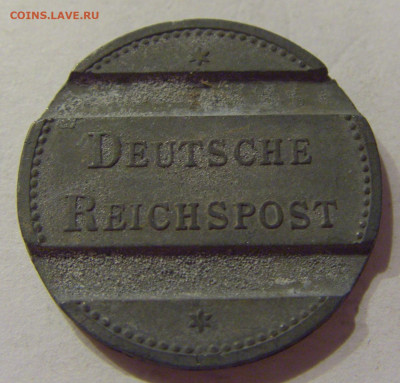 COINS.LAVE.RU
*
DEUTSCHE
REICHSPOST
*